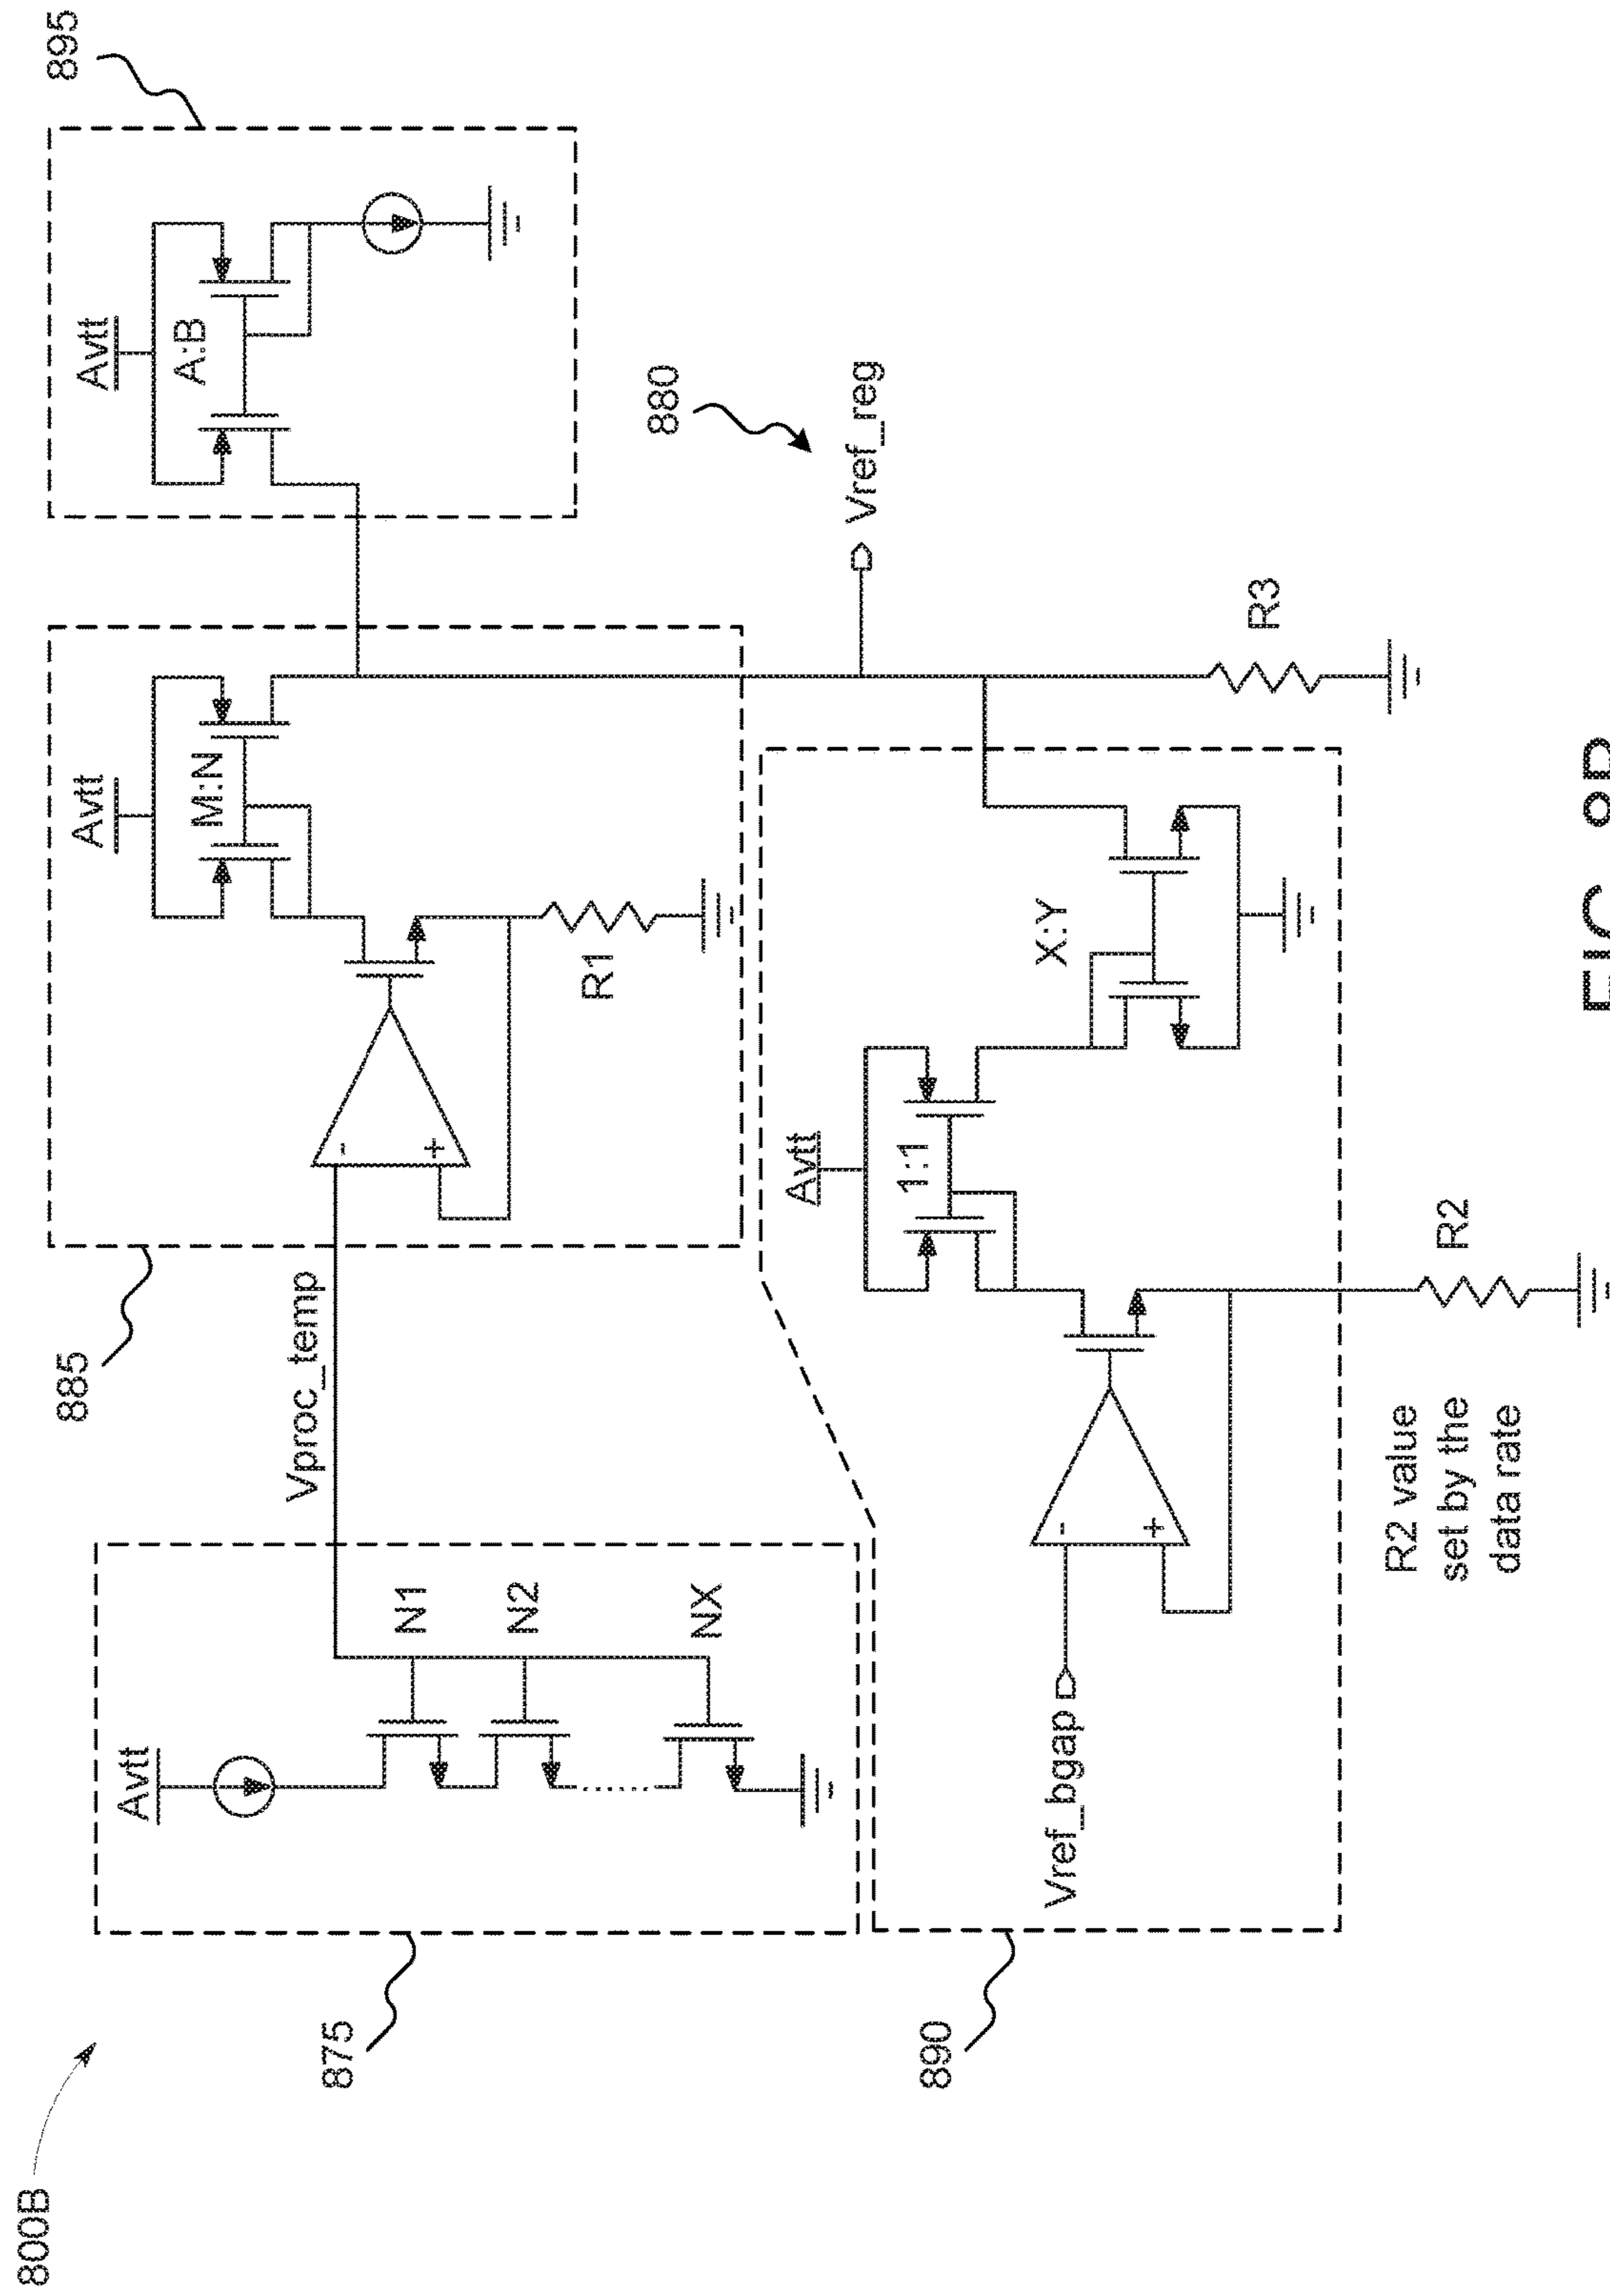 800B
895
885
Avtt
Avtt
Avtt
M:N
A:B
Vproc_temp
875
-
+
N1
N2
R1
880
NX
Avtt
Vref_reg
1:1
890
X:Y
Vref_bgap
-
+
R3
R2 value
set by the
data rate
R2